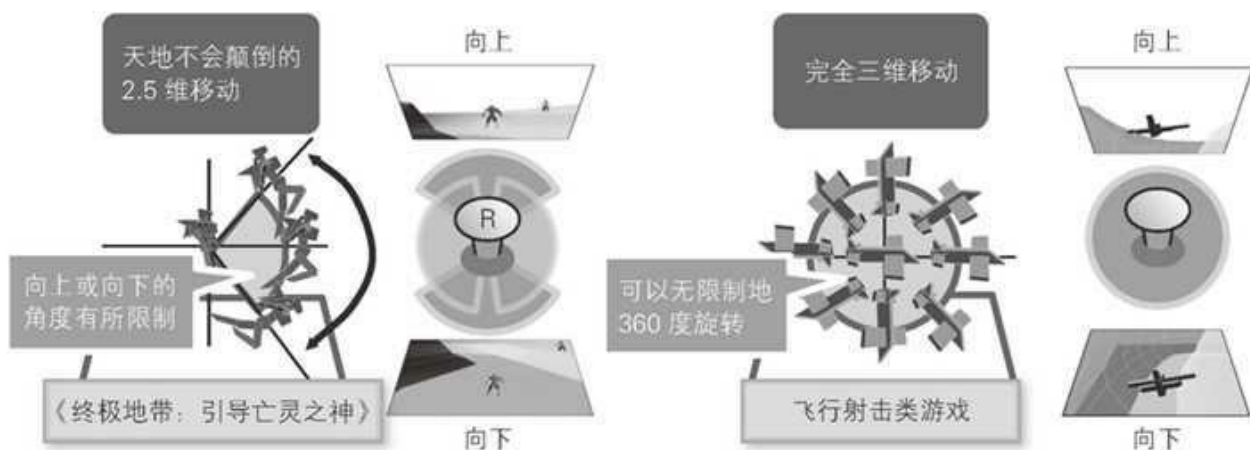 天地不会颠倒的
2.5 维移动
向上
R
向上或向下的
角度有所限制
《终极地带：引导亡灵之神》
向下
完全三维移动
向上
可以无限制地
360 度旋转
飞行射击类游戏
向下